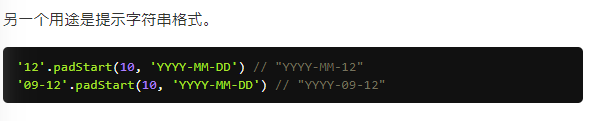 另一个用途是提示字符串格式。
'12'.padStart(10, 'YYYY-MM-DD') // "YYYY-MM-12"
'09-12'.padStart(10, 'YYYY-MM-DD') // "YYYY-09-12"